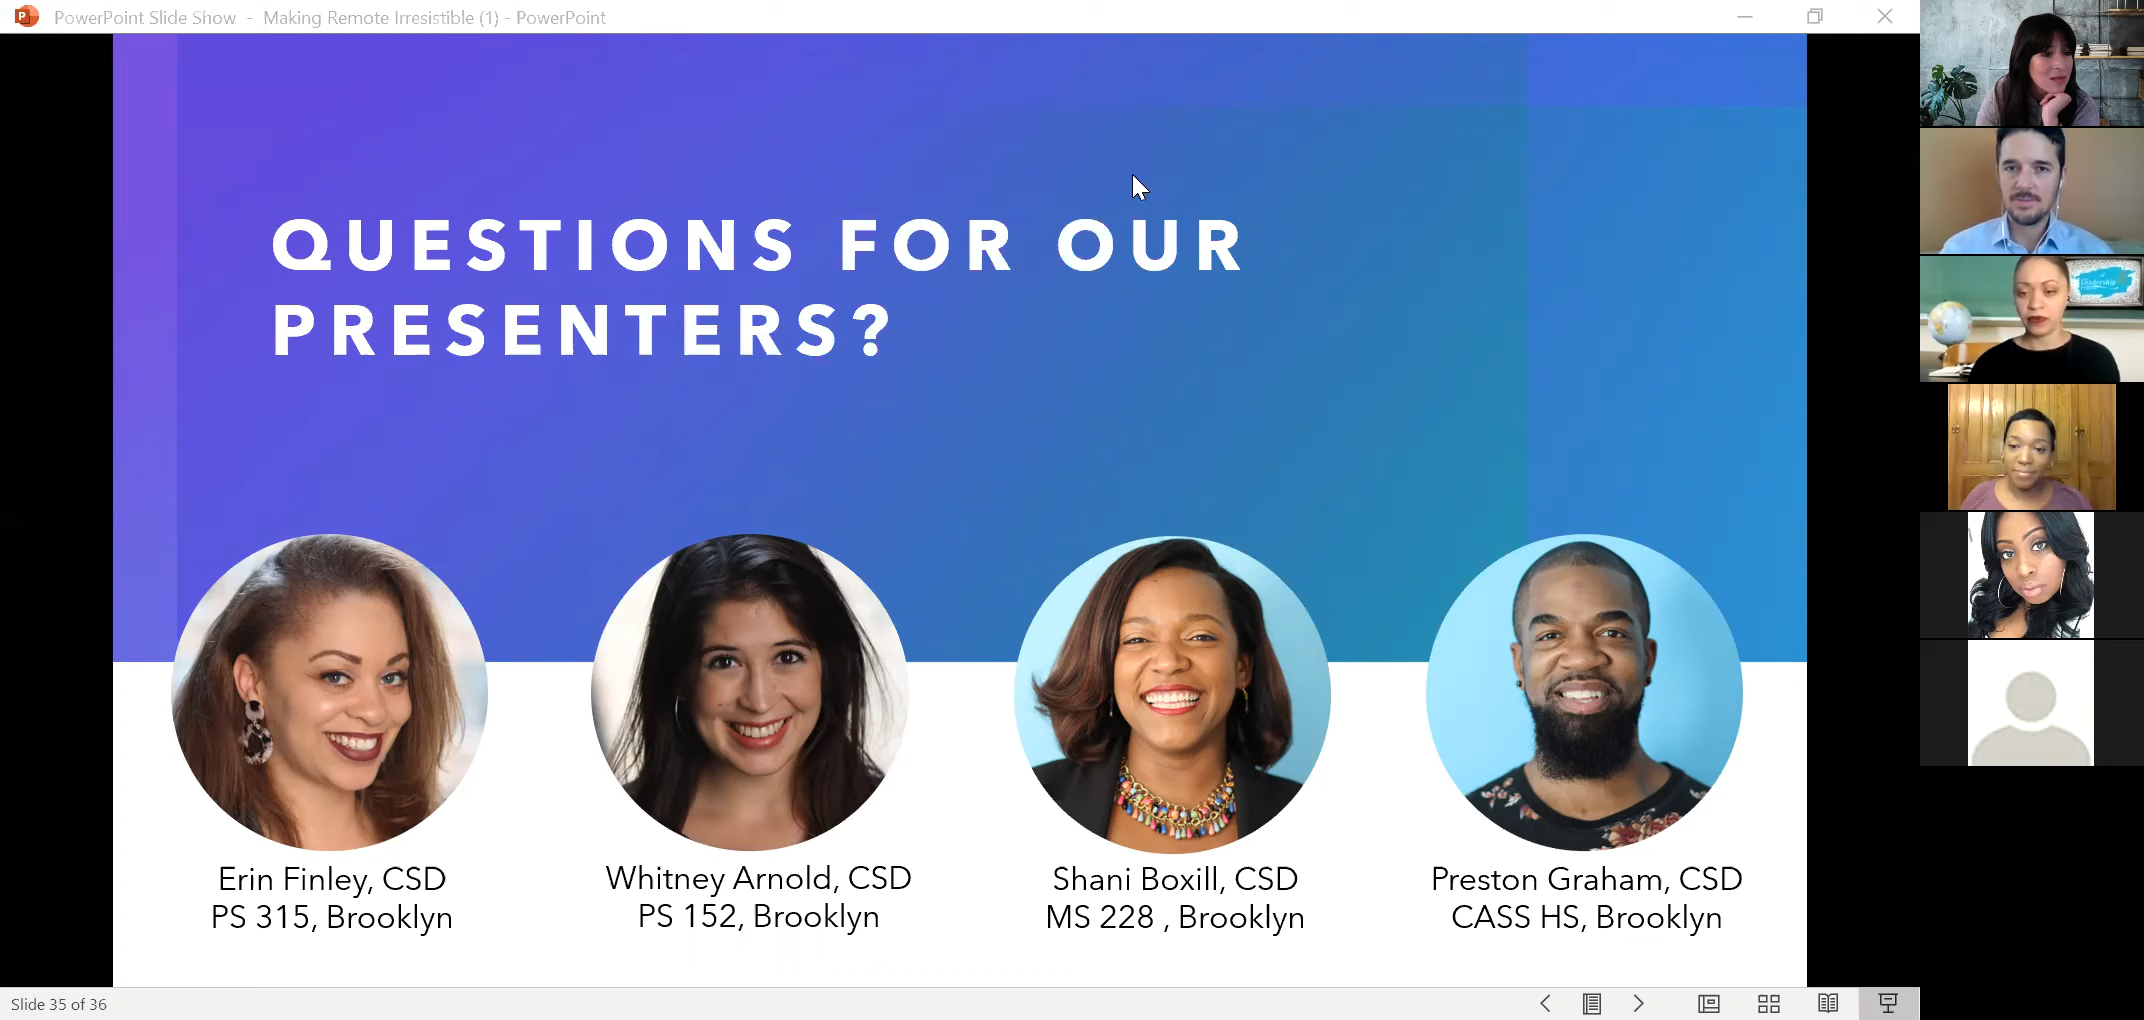 PowerPoint Slide Show - Making Remote Irresistible (1) - PowerPoint
QUESTIONS FOR OUR
PRESENTERS?
Erin Finley, CSD
PS 315, Brooklyn
Whitney Arnold, CSD
PS 152, Brooklyn
Shani Boxill, CSD
MS 228 , Brooklyn
Preston Graham, CSD
CASS HS, Brooklyn
Slide 35 of 36
Leadership